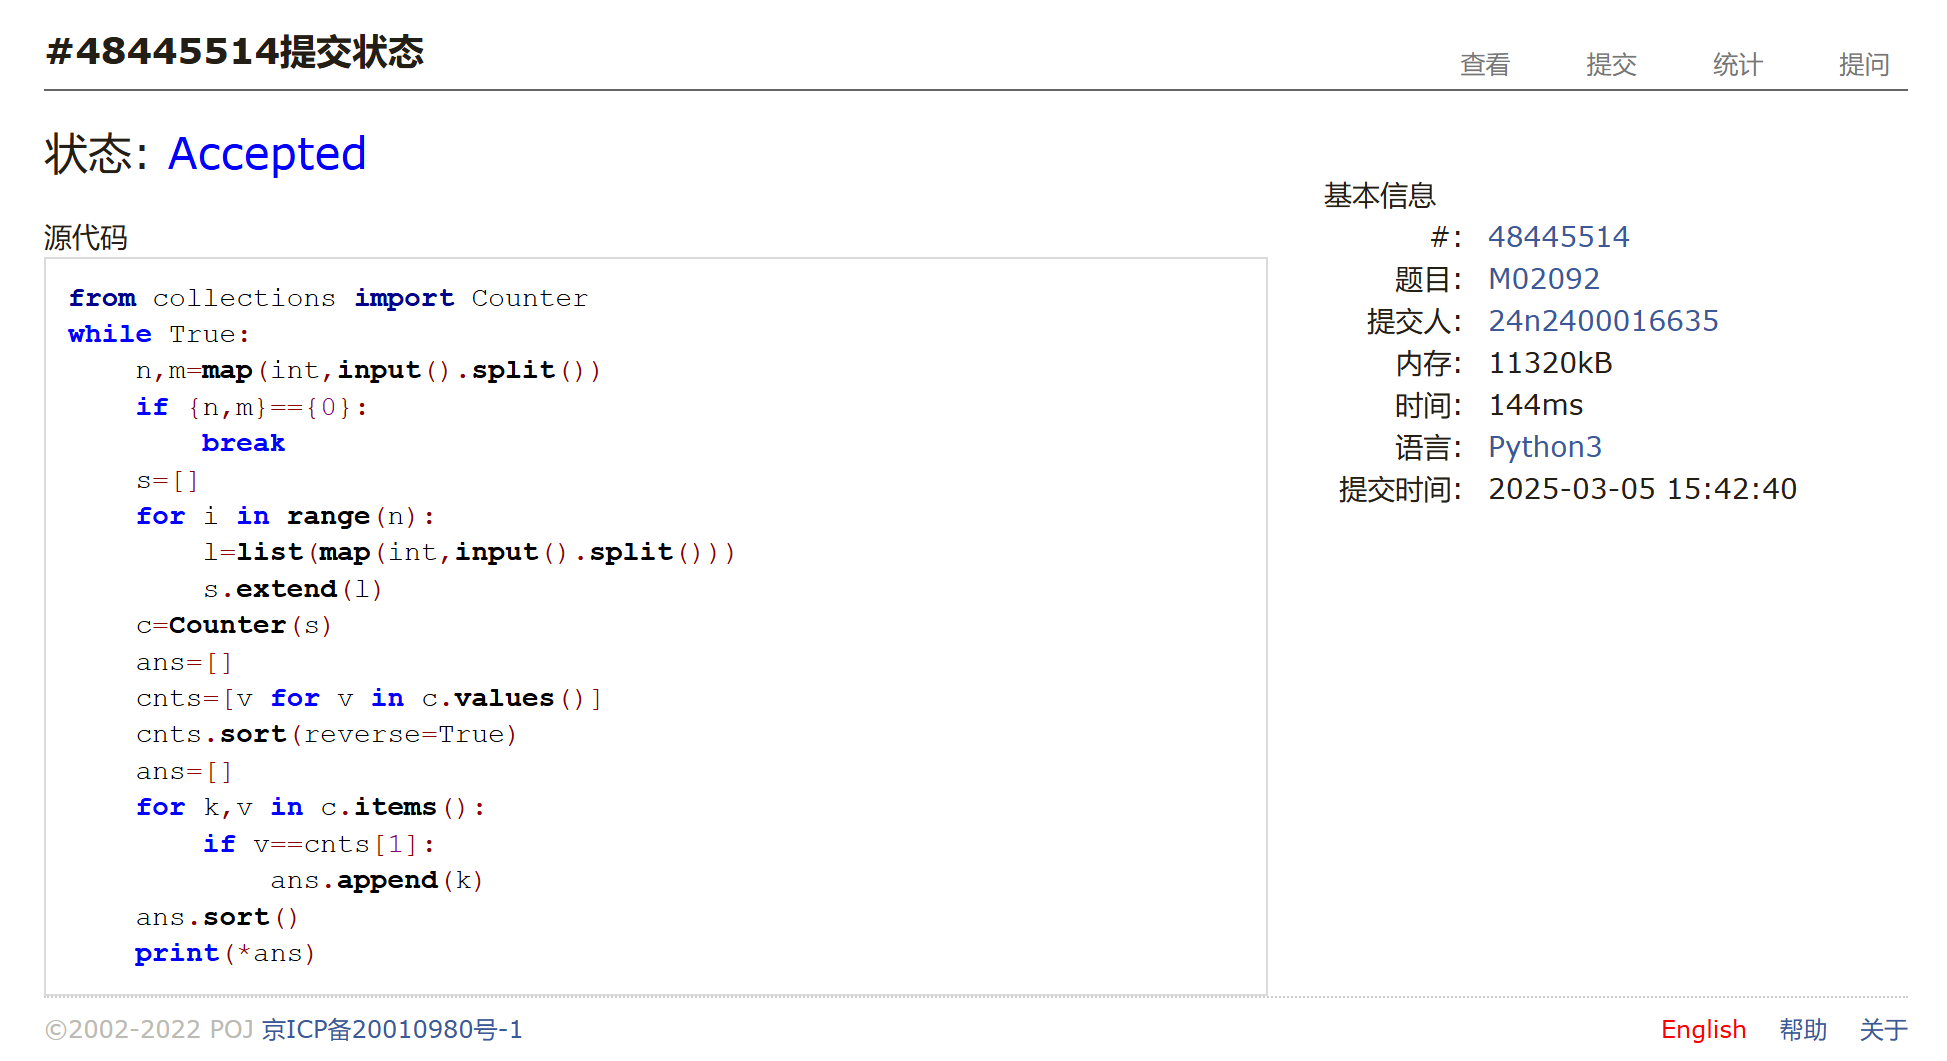 #48445514提交状态
查看 提交 统计 提问
状态: Accepted
源代码
from collections import Counter
while True:
    n,m=map(int,input().split())
    if {n,m}=={0}:
        break
    s=[]
    for i in range(n):
        l=list(map(int,input().split()))
        s.extend(l)
    c=Counter(s)
    ans=[]
    cnts=[v for v in c.values()]
    cnts.sort(reverse=True)
    ans=[]
    for k,v in c.items():
        if v==cnts[1]:
            ans.append(k)
    ans.sort()
    print(*ans)
基本信息
#: 48445514
题目: M02092
提交人: 24n2400016635
内存: 11320kB
时间: 144ms
语言: Python3
提交时间: 2025-03-05 15:42:40
©2002-2022 POJ 京ICP备20010980号-1
English 帮助 关于